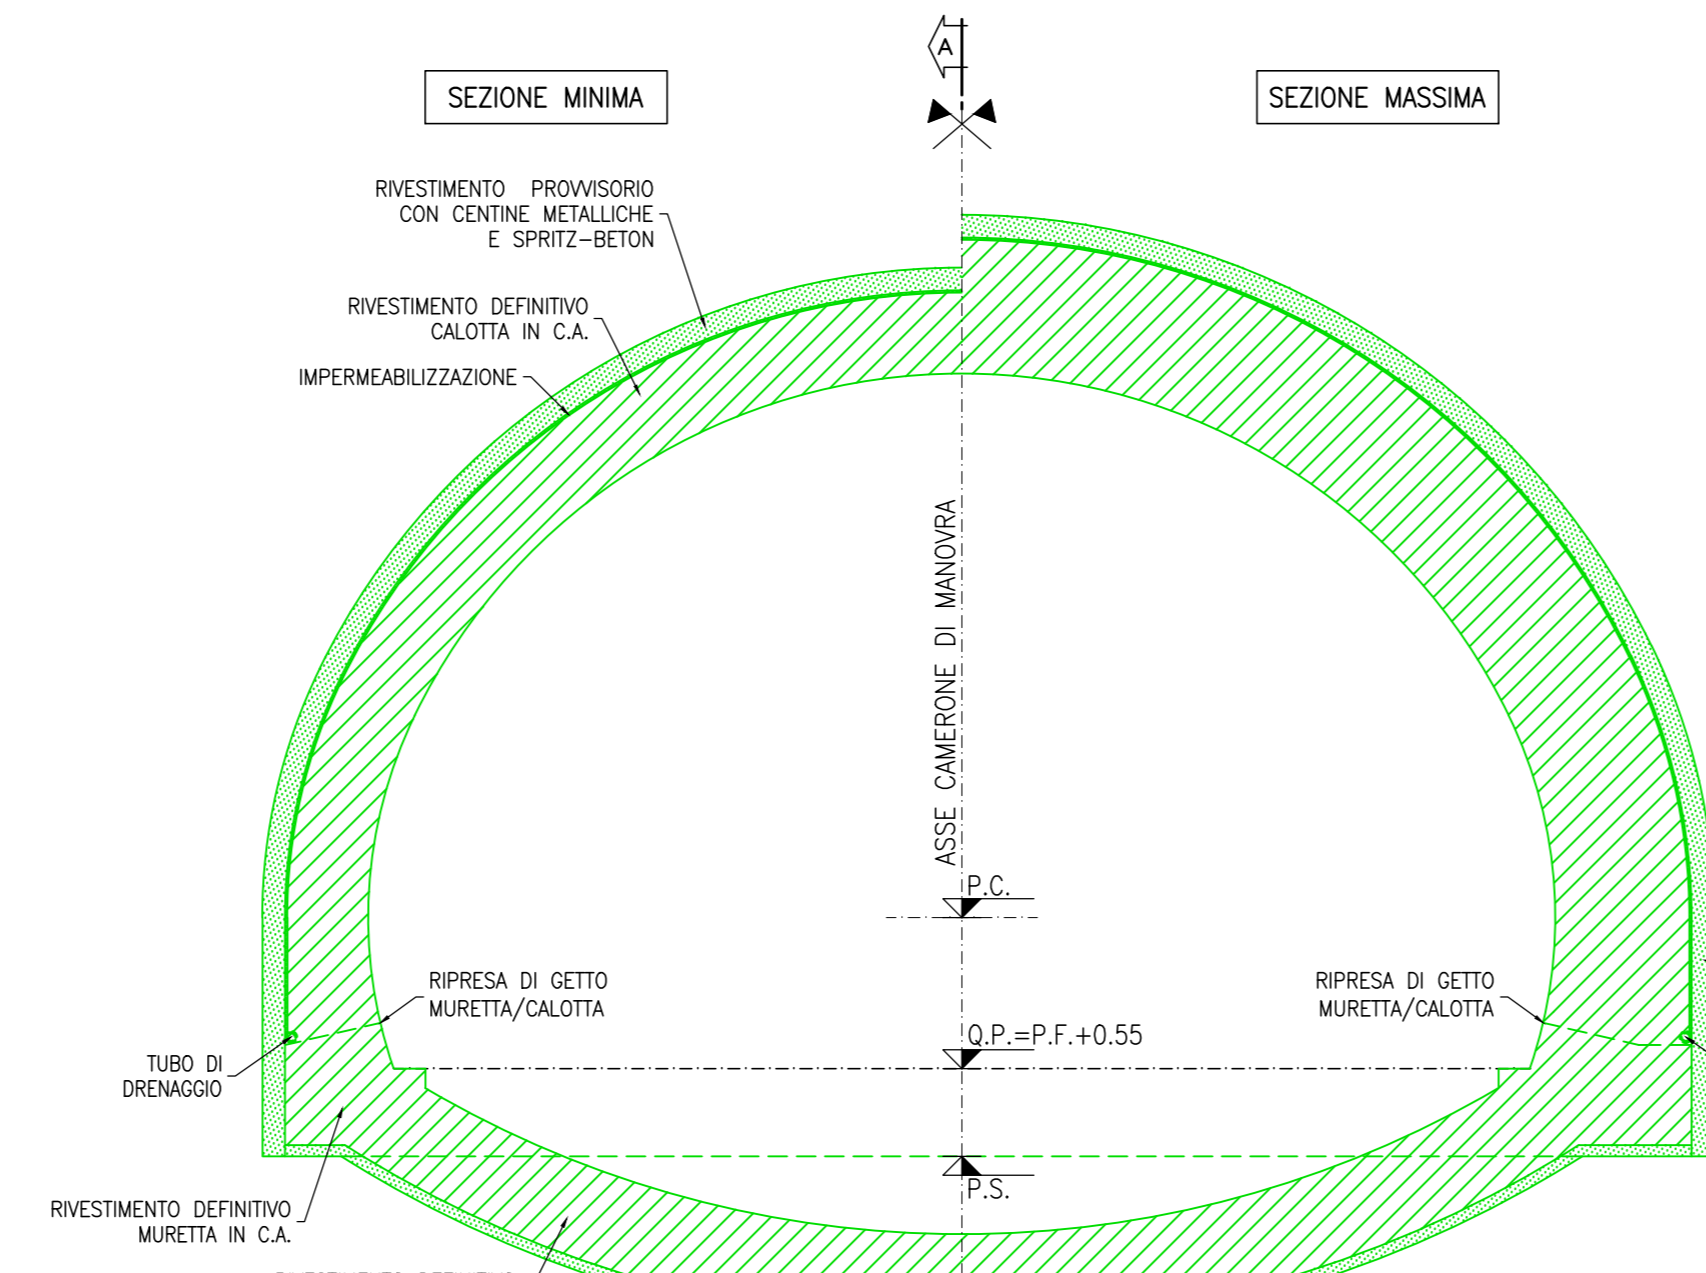 A
SEZIONE MINIMA
SEZIONE MASSIMA
RIVESTIMENTO PROVVISORIO
CON CENTINE METALLICHE
E SPRITZ-BETON
RIVESTIMENTO DEFINITIVO
CALOTTA IN C.A.
IMPERMEABILIZZAZIONE
ASSE CAMERONE DI MANOVRA
P.C.
RIPRESA DI GETTO
MURETTA/CALOTTA
RIPRESA DI GETTO
MURETTA/CALOTTA
Q.P.=P.F.+0.55
TUBO DI
DRENAGGIO
P.S.
RIVESTIMENTO DEFINITIVO
MURETTA IN C.A.